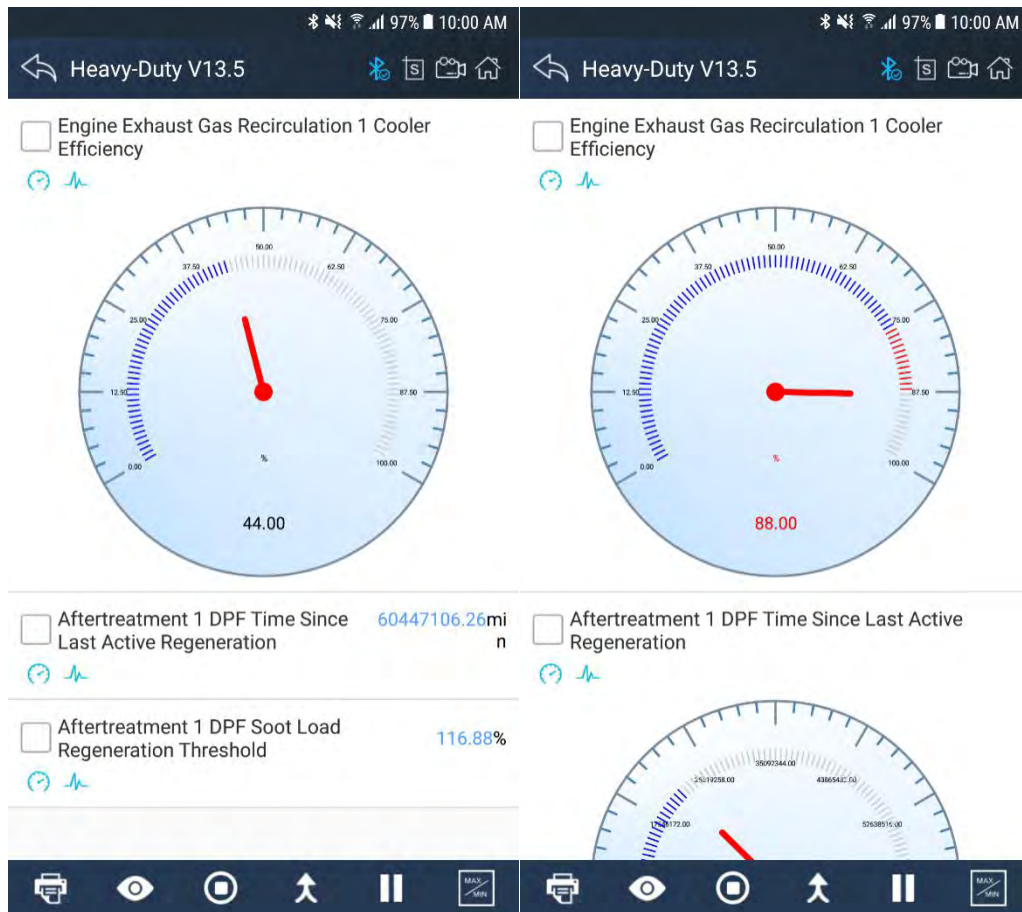 97% 10:00 AM
Heavy-Duty V13.5
S
Engine Exhaust Gas Recirculation 1 Cooler
Efficiency
50.00
37.50
62.50
25.00
75.00
12.50
87.50
0.00
100.00
%
44.00
Aftertreatment 1 DPF Time Since
Last Active Regeneration
60447106.26mi
n
Aftertreatment 1 DPF Soot Load
Regeneration Threshold
116.88%
MAX
MIN
97% 10:00 AM
Heavy-Duty V13.5
S
Engine Exhaust Gas Recirculation 1 Cooler
Efficiency
50.00
37.50
62.50
25.00
75.00
12.50
87.50
0.00
100.00
%
88.00
Aftertreatment 1 DPF Time Since Last Active
Regeneration
MAX
MIN